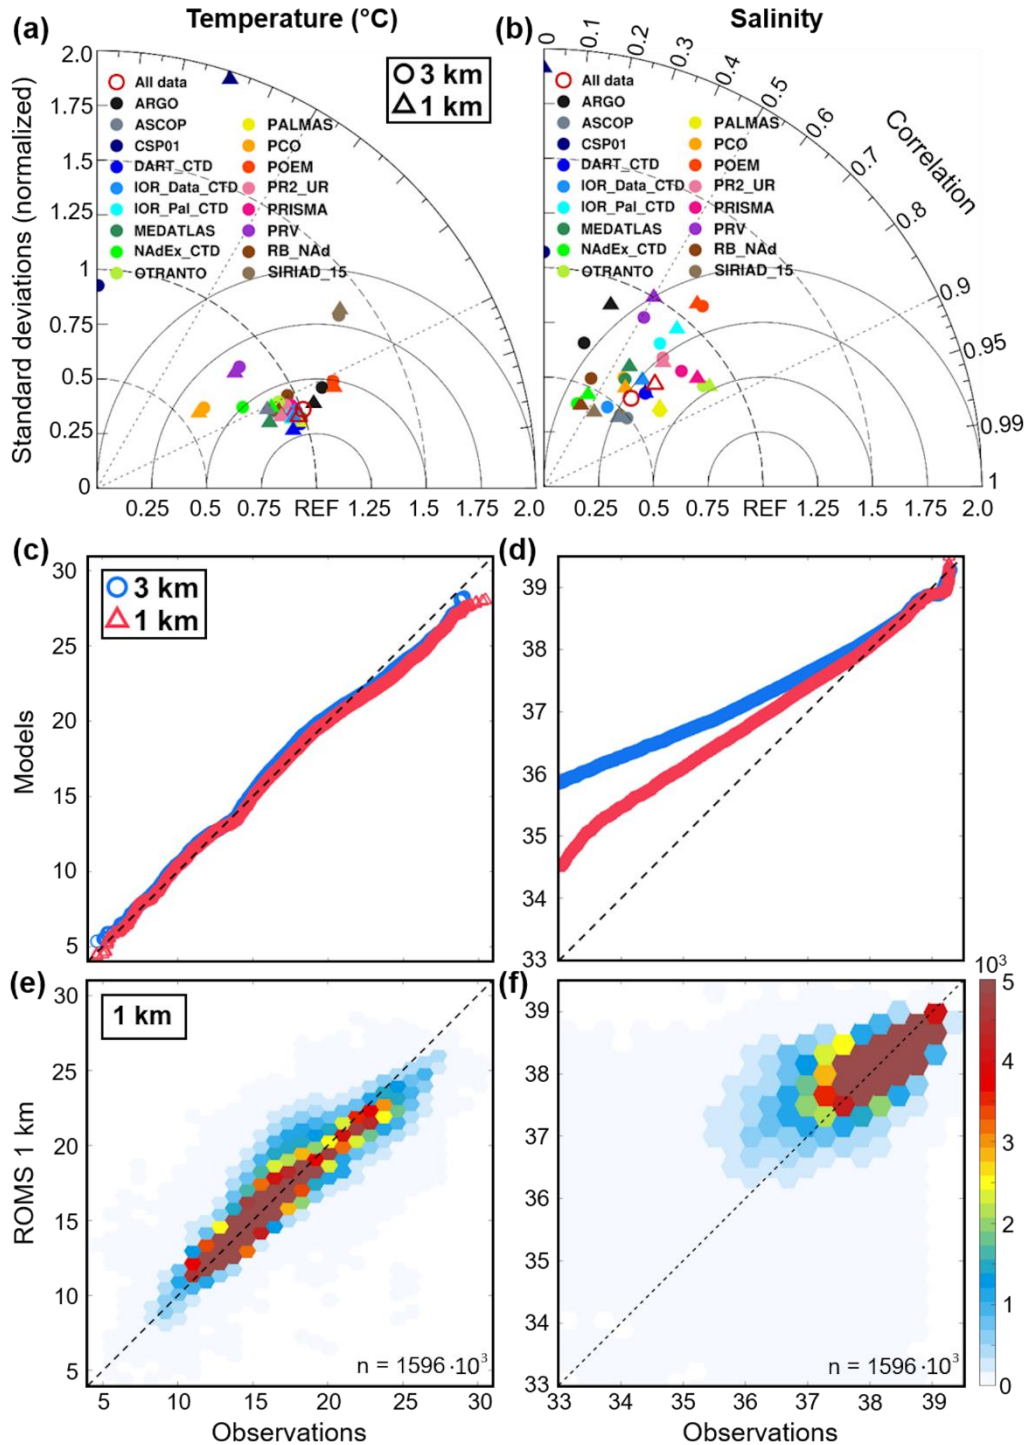 (a) Temperature (°C)
2.0
1.75
1.5
1.25
1
0.75
0.5
0.25
0
Standard deviations (normalized)
3 km
1 km
All data
ARGO
ASCOP
CSP01
DART_CTD
IOR_Data_CTD
IOR_Pal_CTD
MEDATLAS
NAdEx_CTD
OTRANTO
PALMAS
PCO
POEM
PR2_UR
PRISMA
PRV
RB_NAd
SIRIAD_15
0.25 0.5 0.75 REF 1.25 1.5 1.75 2.0
(b) Salinity
0 0.1 0.2 0.3 0.4 0.5 0.6 0.7 0.8 0.9 0.95 0.99 1
Correlation
All data
ARGO
ASCOP
CSP01
DART_CTD
IOR_Data_CTD
IOR_Pal_CTD
MEDATLAS
NAdEx_CTD
OTRANTO
PALMAS
PCO
POEM
PR2_UR
PRISMA
PRV
RB_NAd
SIRIAD_15
0.25 0.5 0.75 REF 1.25 1.5 1.75 2.0
(c)
3 km
1 km
30
25
20
15
10
5
Models
(d)
39
38
37
36
35
34
33
(e)
1 km
30
25
20
15
10
5
ROMS 1 km
n = 1596 ·10³
5 10 15 20 25 30
Observations
(f)
39
38
37
36
35
34
33
n = 1596 ·10³
33 34 35 36 37 38 39
Observations
10³
5
4
3
2
1
0